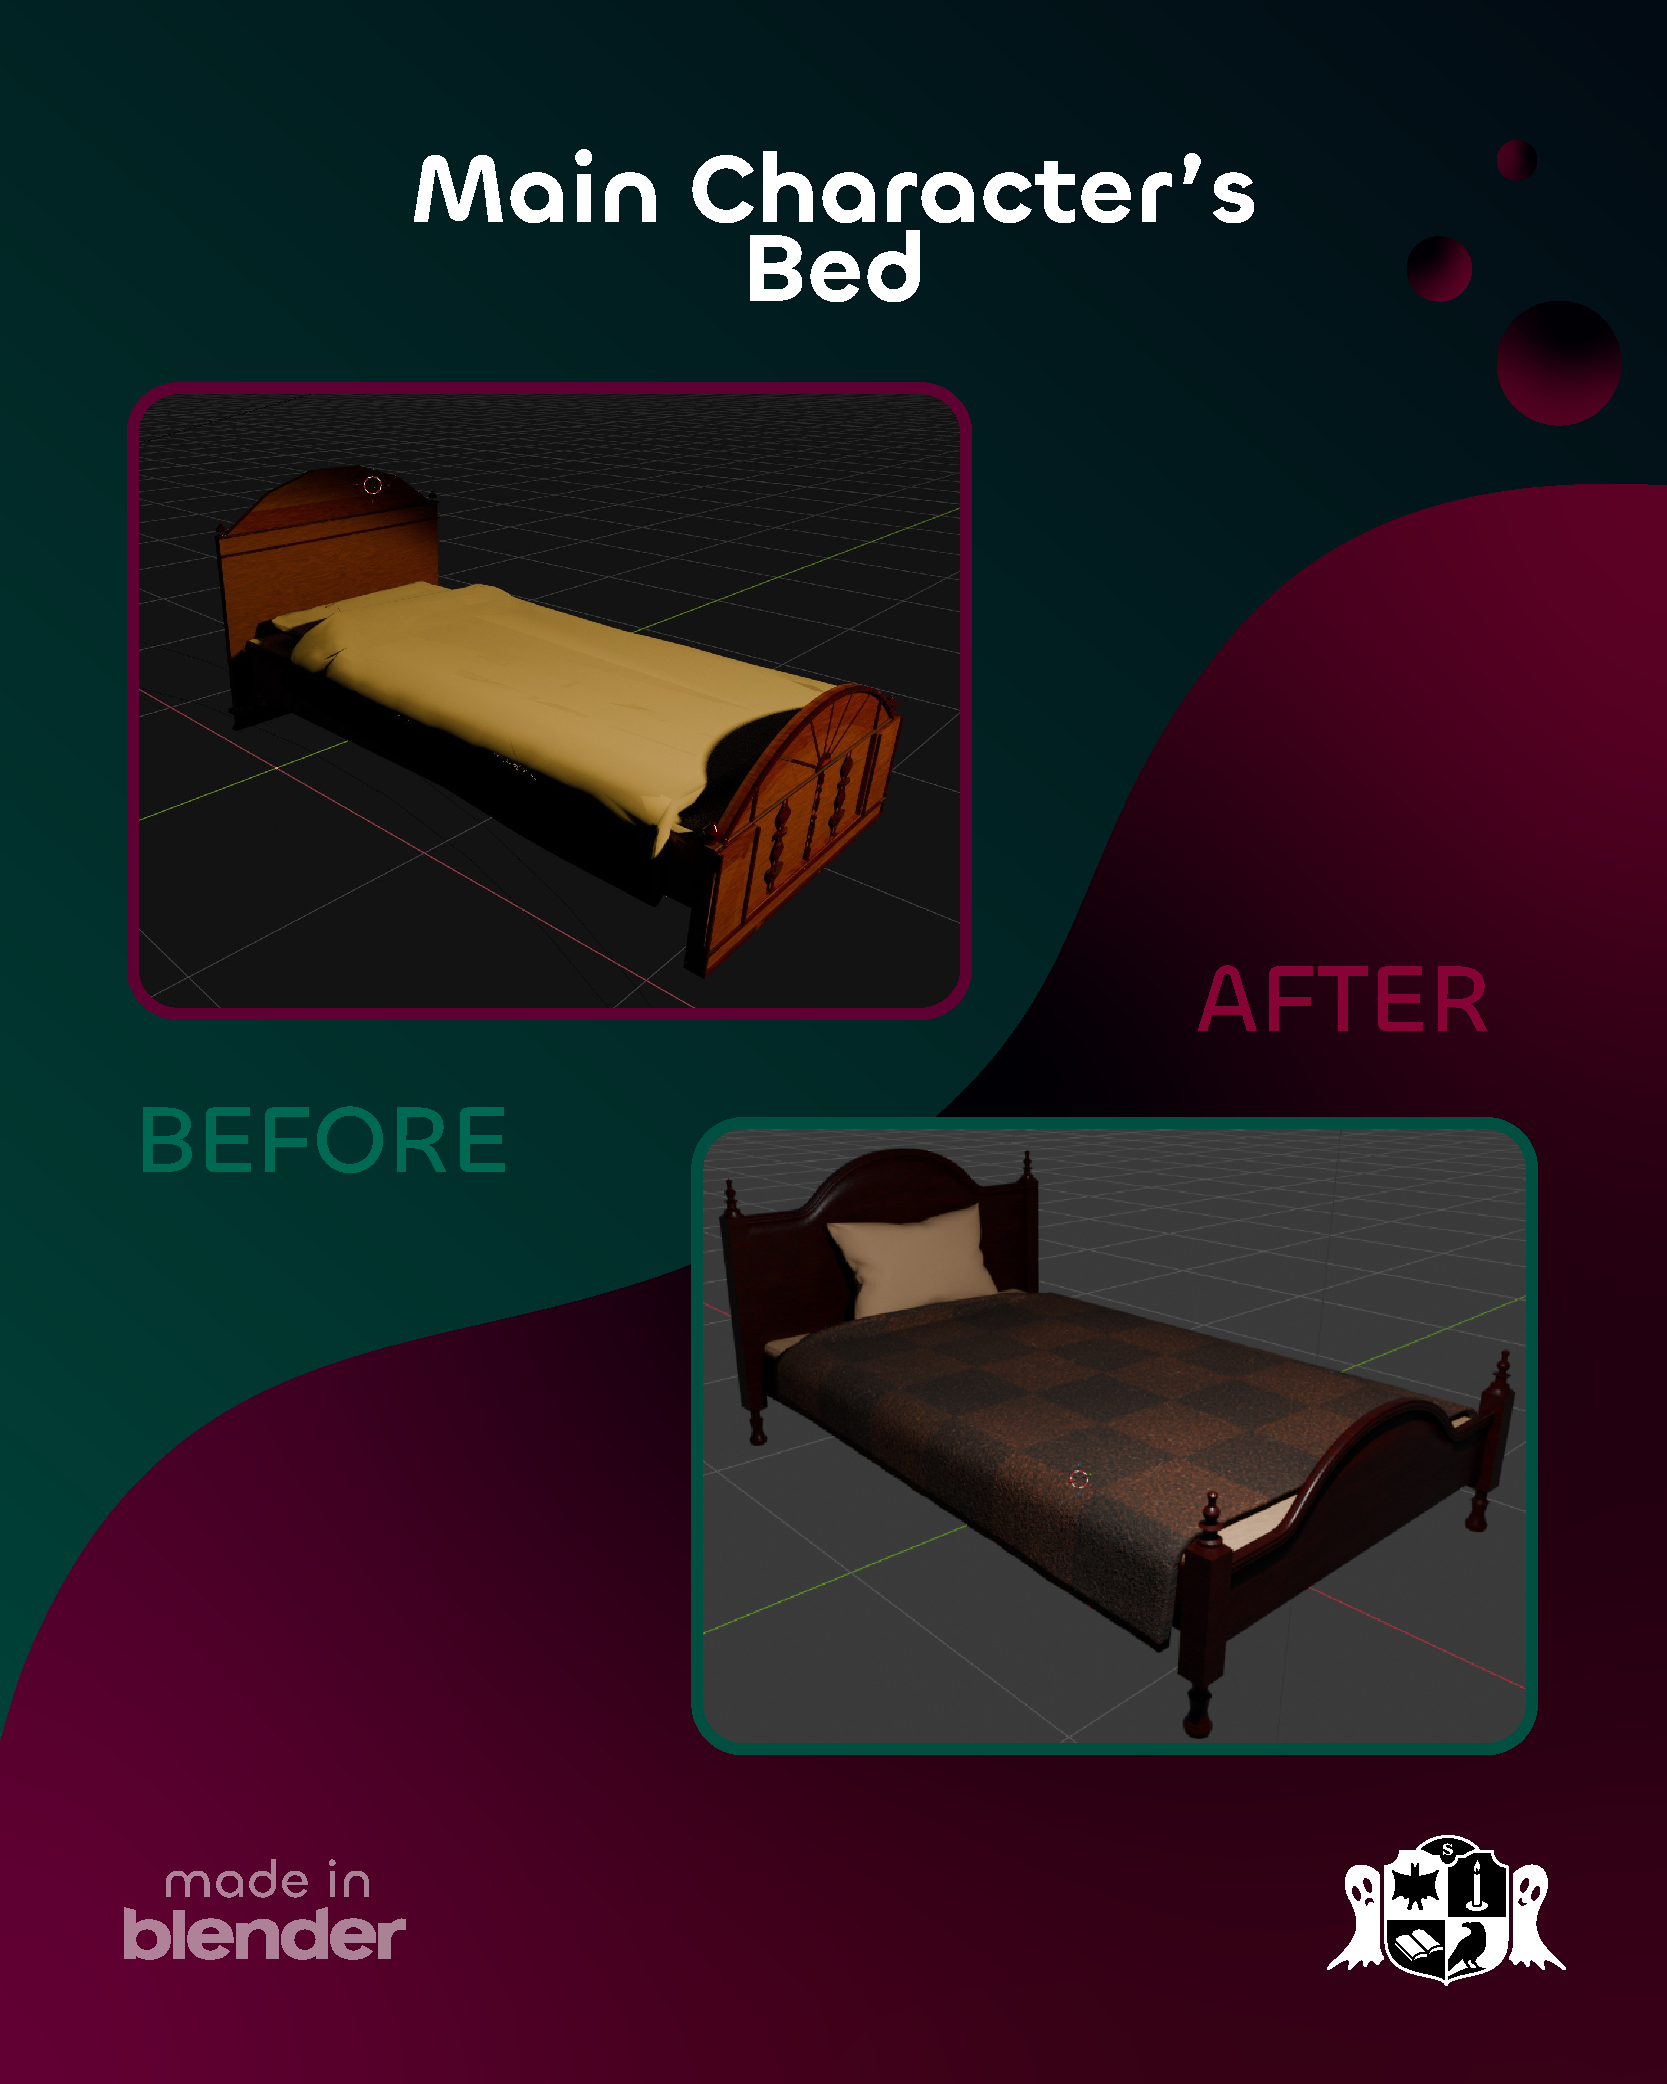 Main Character’s
Bed
AFTER
BEFORE
made in
blender
S